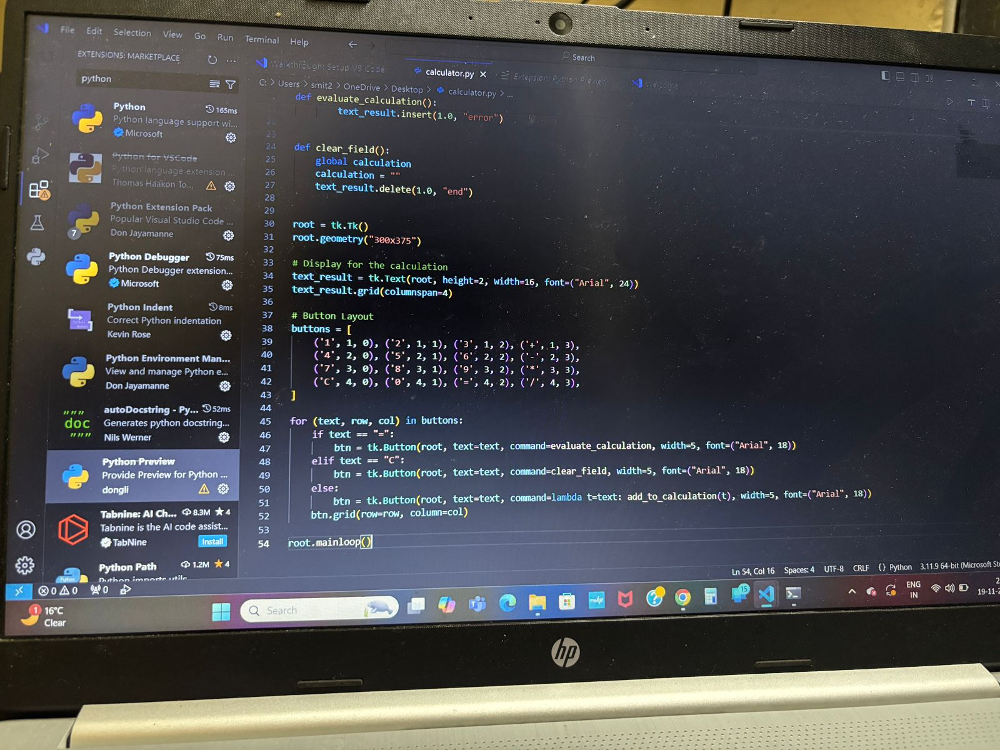 File Edit Selection View Go Run Terminal Help
Search
EXTENSIONS: MARKETPLACE
python
Python 165ms
Python language support wi...
Microsoft
Python for VSCode
Python language extension ...
Thomas Haakon To...
Python Extension Pack
Popular Visual Studio Code ...
Don Jayamanne
7
Python Debugger 75ms
Python Debugger extension...
Microsoft
Python Indent 8ms
Correct Python indentation
Kevin Rose
Python Environment Man...
View and manage Python e...
Don Jayamanne
autoDocstring - Py... 52ms
Generates python docstring...
Nils Werner
Python Preview
Provide Preview for Python ...
dongli
Tabnine: AI Ch... 8.3M ★ 4
Tabnine is the AI code assist...
TabNine Install
Python Path 1.2M ★ 4
Python imports utils
Walkthrough: Setup VS Code calculator.py × Extension: Python Preview Welcome
C: > Users > smit2 > OneDrive > Desktop > calculator.py > ...
def evaluate_calculation():
22 text_result.insert(1.0, "error")
23
24 def clear_field():
25 global calculation
26 calculation = ""
27 text_result.delete(1.0, "end")
28
29
30 root = tk.Tk()
31 root.geometry("300x375")
32
33 # Display for the calculation
34 text_result = tk.Text(root, height=2, width=16, font=("Arial", 24))
35 text_result.grid(columnspan=4)
36
37 # Button Layout
38 buttons = [
39 ('1', 1, 0), ('2', 1, 1), ('3', 1, 2), ('+', 1, 3),
40 ('4', 2, 0), ('5', 2, 1), ('6', 2, 2), ('-', 2, 3),
41 ('7', 3, 0), ('8', 3, 1), ('9', 3, 2), ('*', 3, 3),
42 ('C', 4, 0), ('0', 4, 1), ('=', 4, 2), ('/', 4, 3),
43 ]
44
45 for (text, row, col) in buttons:
46 if text == "=":
47 btn = tk.Button(root, text=text, command=evaluate_calculation, width=5, font=("Arial", 18))
48 elif text == "C":
49 btn = tk.Button(root, text=text, command=clear_field, width=5, font=("Arial", 18))
50 else:
51 btn = tk.Button(root, text=text, command=lambda t=text: add_to_calculation(t), width=5, font=("Arial", 18))
52 btn.grid(row=row, column=col)
53
54 root.mainloop()
0 0 0 Ln 54, Col 16 Spaces: 4 UTF-8 CRLF {} Python 3.11.9 64-bit (Microsoft Sto
1 16°C
Clear
Search
myhp
15
ENG
IN
19-11-2
hp